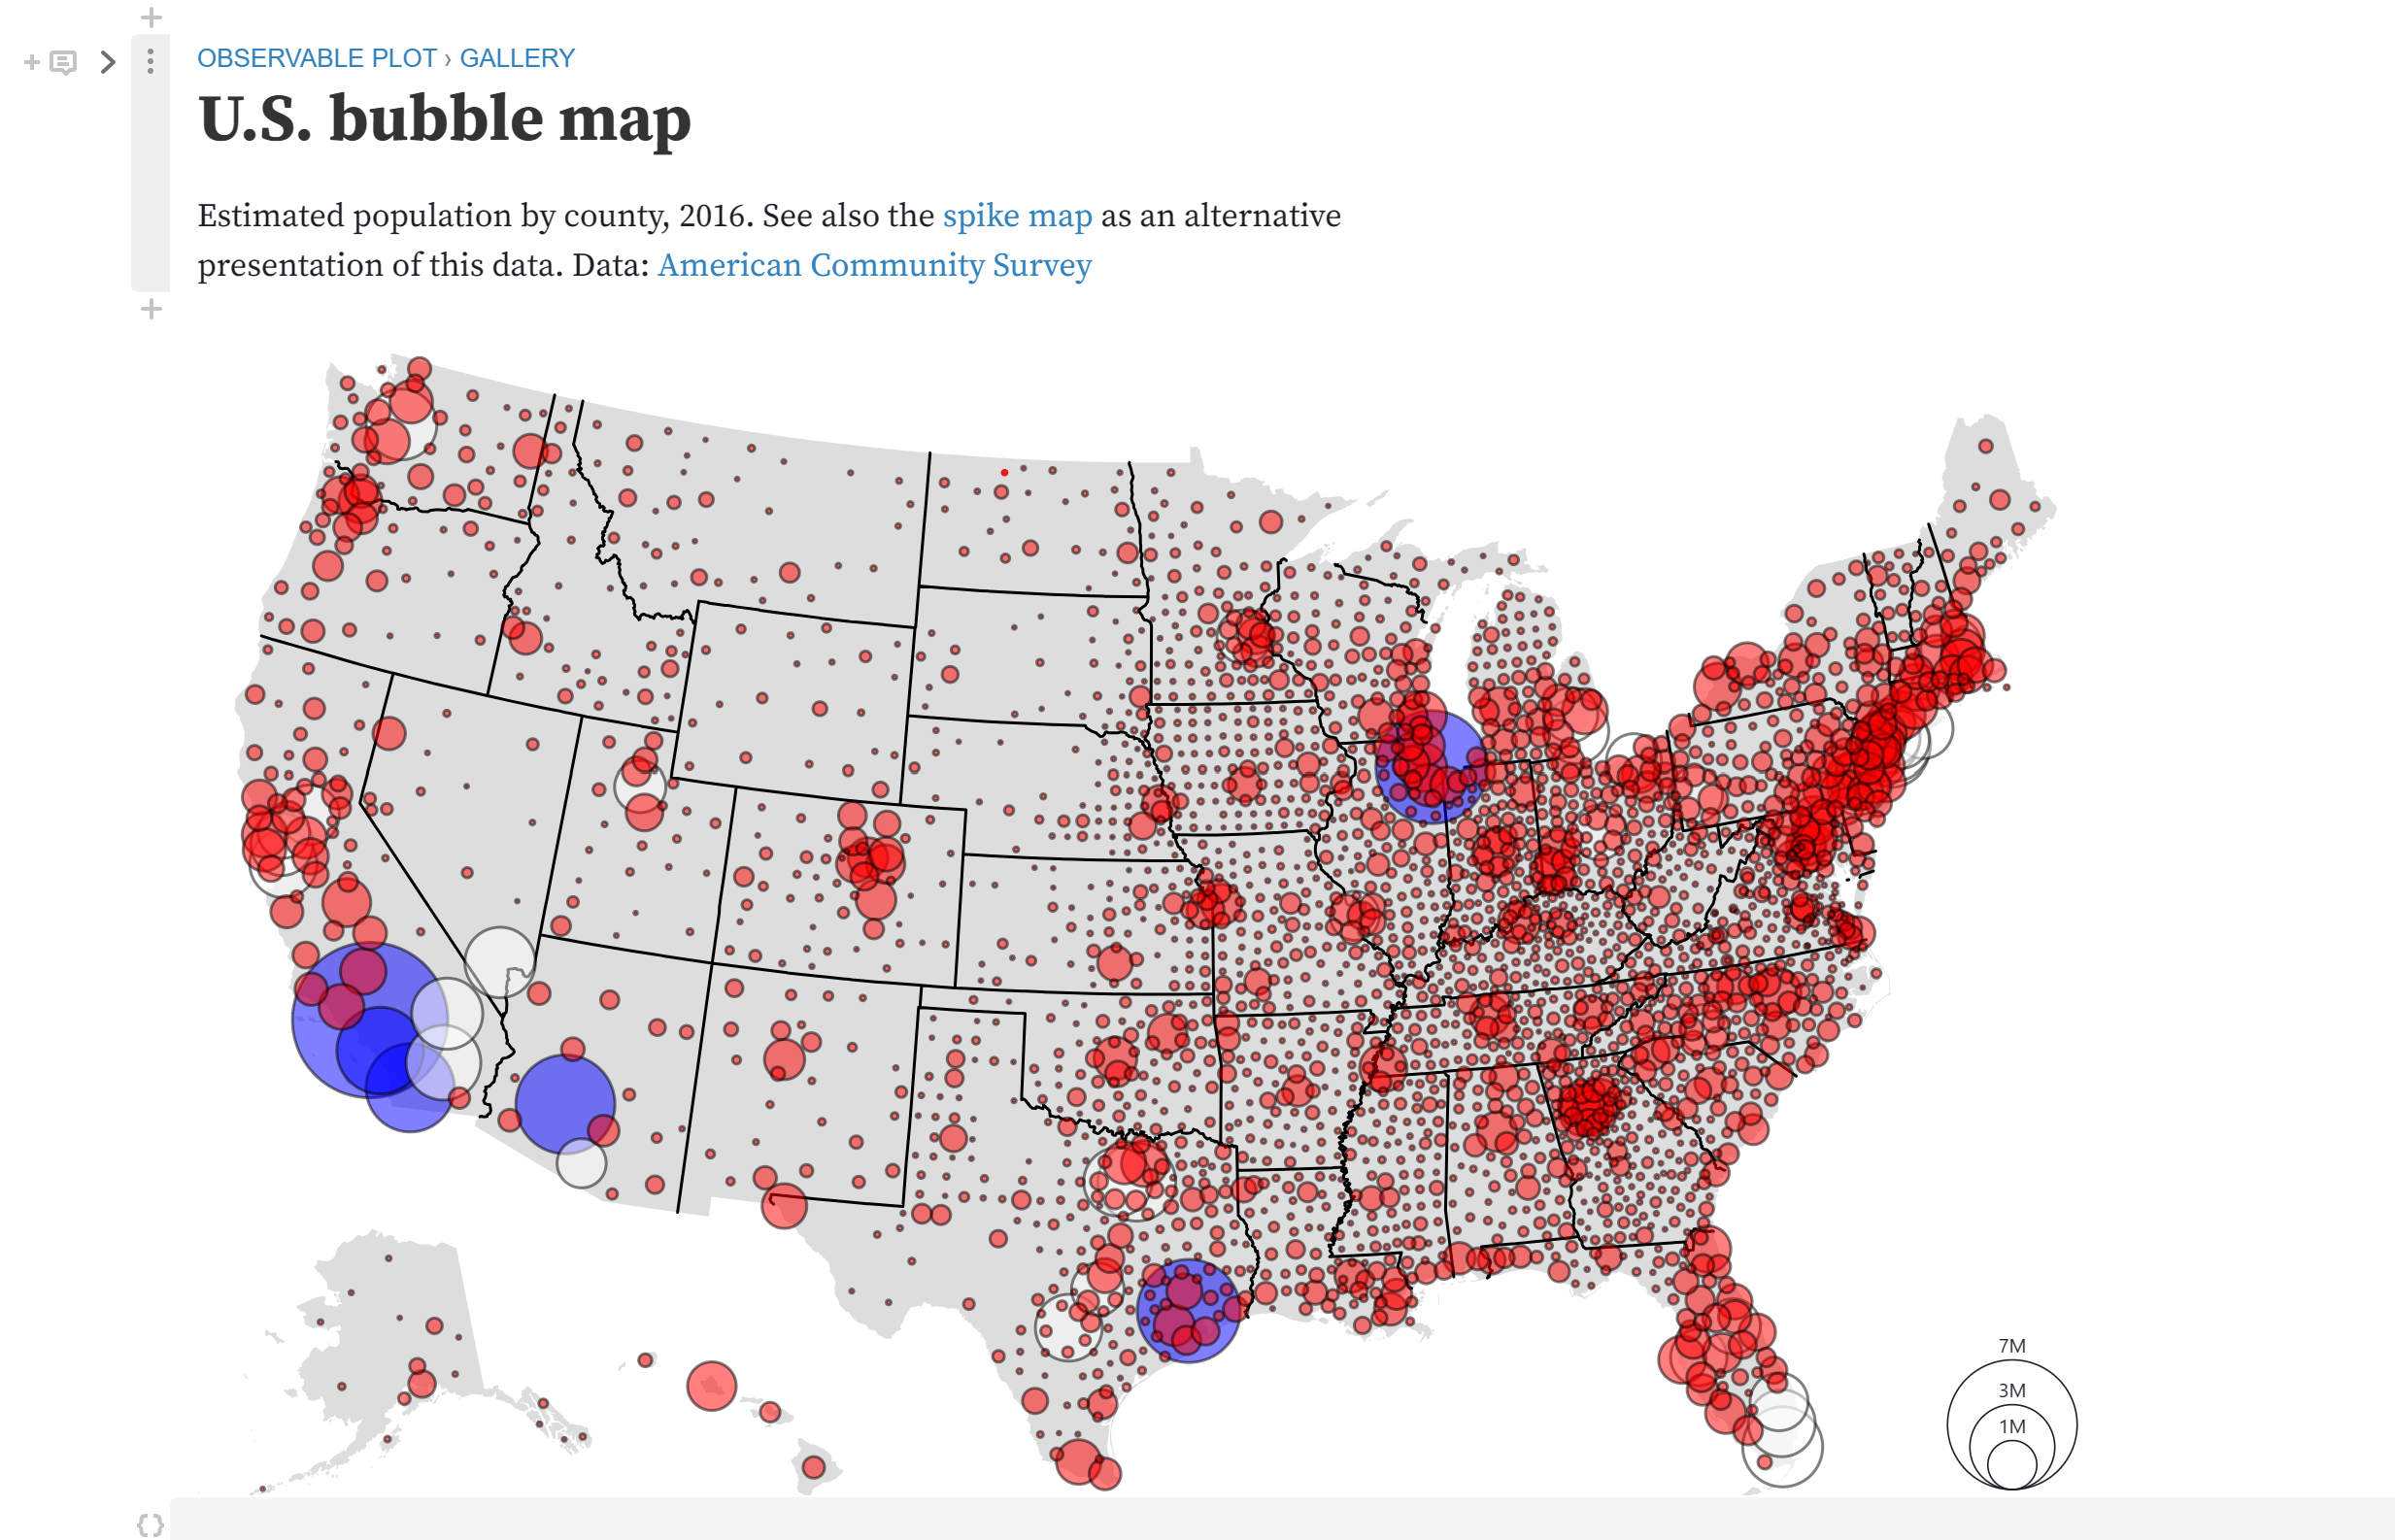 OBSERVABLE PLOT › GALLERY
U.S. bubble map
Estimated population by county, 2016. See also the spike map as an alternative
presentation of this data. Data: American Community Survey
7M
3M
1M